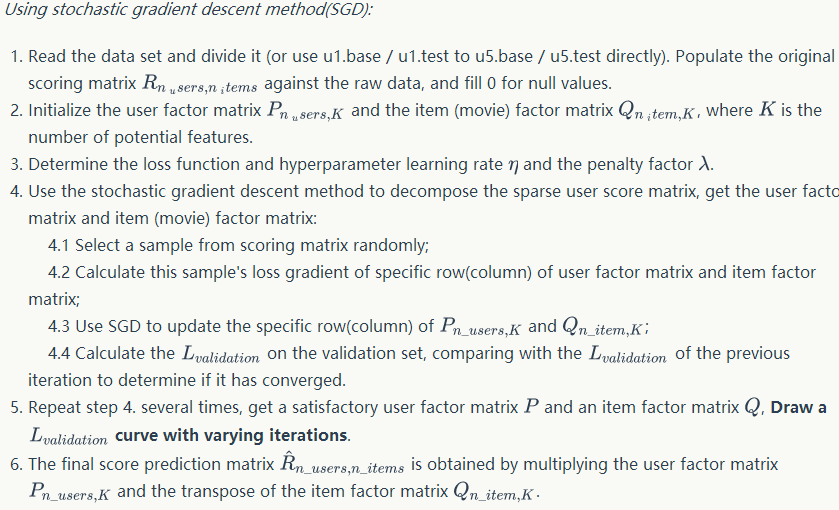 Using stochastic gradient descent method(SGD):
1. Read the data set and divide it (or use u1.base / u1.test to u5.base / u5.test directly). Populate the original
scoring matrix R_{n_users,n_items} against the raw data, and fill 0 for null values.
2. Initialize the user factor matrix P_{n_users,K} and the item (movie) factor matrix Q_{n_item,K}, where K is the
number of potential features.
3. Determine the loss function and hyperparameter learning rate η and the penalty factor λ.
4. Use the stochastic gradient descent method to decompose the sparse user score matrix, get the user facto
matrix and item (movie) factor matrix:
4.1 Select a sample from scoring matrix randomly;
4.2 Calculate this sample's loss gradient of specific row(column) of user factor matrix and item factor
matrix;
4.3 Use SGD to update the specific row(column) of P_{n_users,K} and Q_{n_item,K};
4.4 Calculate the L_{validation} on the validation set, comparing with the L_{validation} of the previous
iteration to determine if it has converged.
5. Repeat step 4. several times, get a satisfactory user factor matrix P and an item factor matrix Q, Draw a
L_{validation} curve with varying iterations.
6. The final score prediction matrix R̂_{n_users,n_items} is obtained by multiplying the user factor matrix
P_{n_users,K} and the transpose of the item factor matrix Q_{n_item,K}.